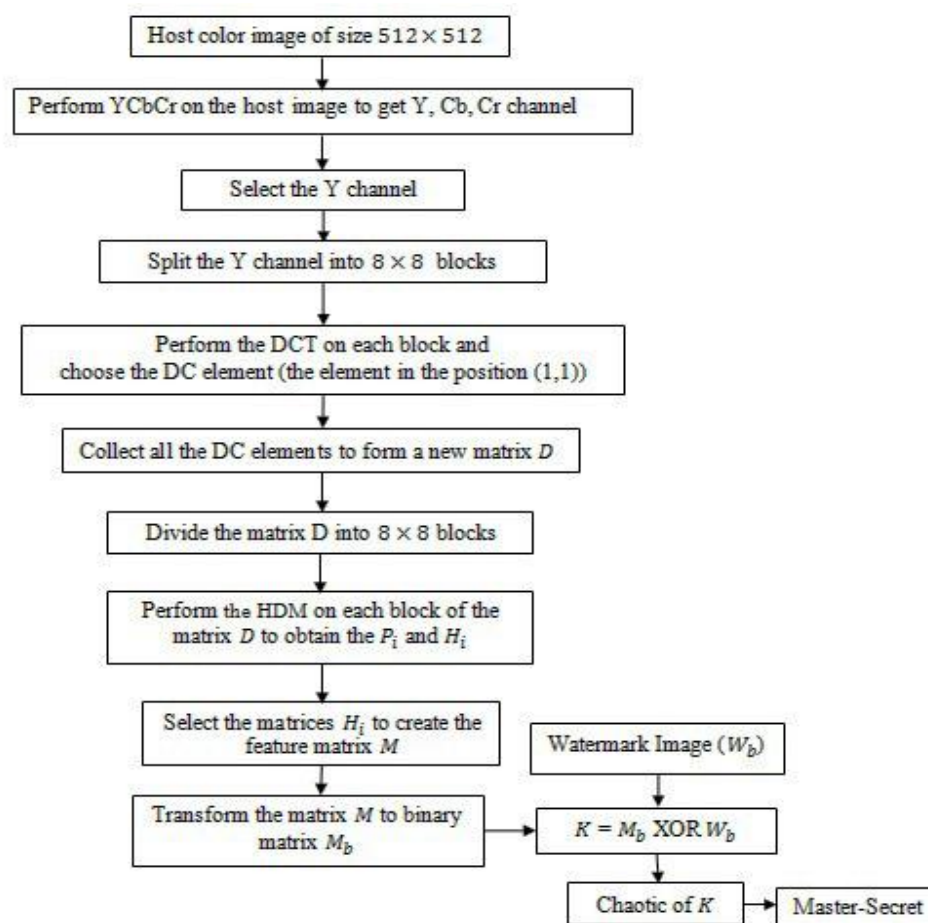 Host color image of size 512 × 512
Perform YCbCr on the host image to get Y, Cb, Cr channel
Select the Y channel
Split the Y channel into 8 × 8 blocks
Perform the DCT on each block and
choose the DC element (the element in the position (1,1))
Collect all the DC elements to form a new matrix D
Divide the matrix D into 8 × 8 blocks
Perform the HDM on each block of the
matrix D to obtain the Pᵢ and Hᵢ
Select the matrices Hᵢ to create the
feature matrix M
Watermark Image (W_b)
Transform the matrix M to binary
matrix M_b
K = M_b XOR W_b
Chaotic of K
Master-Secret